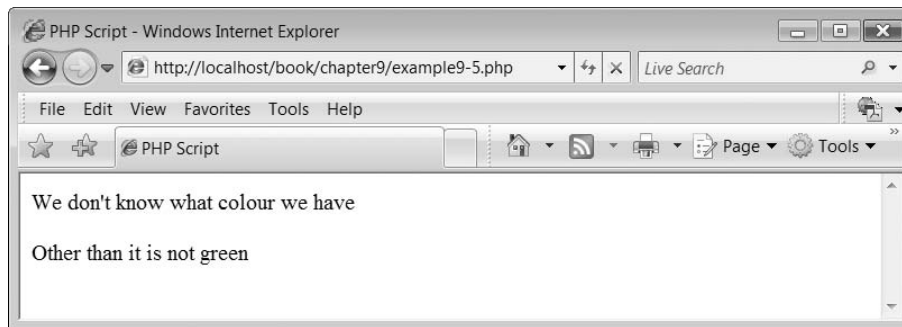 PHP Script - Windows Internet Explorer
http://localhost/book/chapter9/example9-5.php
Live Search
File Edit View Favorites Tools Help
PHP Script
Page
Tools
We don't know what colour we have
Other than it is not green